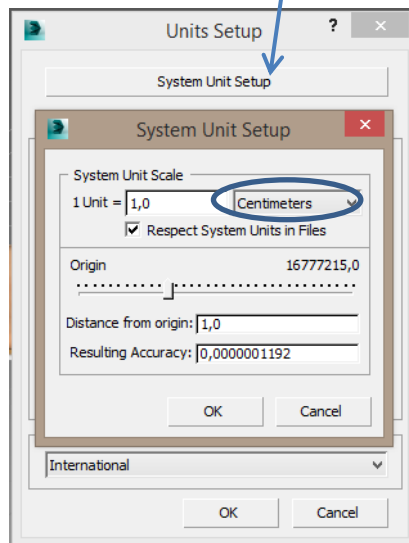 Units Setup ? ×
System Unit Setup
System Unit Setup ×
System Unit Scale
1 Unit = 1,0 Centimeters
Respect System Units in Files
Origin 16777215,0
Distance from origin: 1,0
Resulting Accuracy: 0,0000001192
OK Cancel
International
OK Cancel